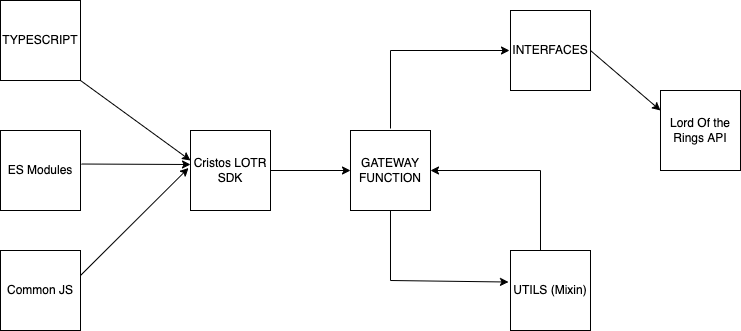 TYPESCRIPT
ES Modules
Common JS
Cristos LOTR
SDK
GATEWAY
FUNCTION
INTERFACES
UTILS (Mixin)
Lord Of the
Rings API